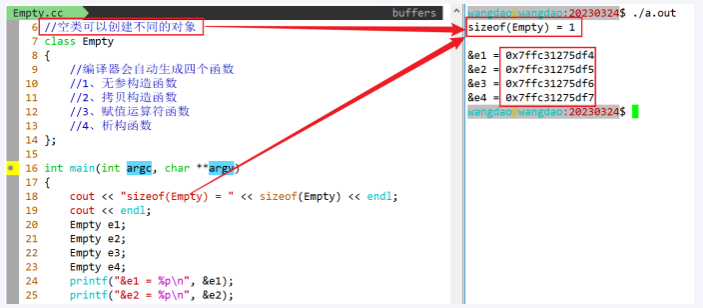 Empty.cc buffers
6 //空类可以创建不同的对象
7 class Empty
8 {
9 //编译器会自动生成四个函数
10 //1、无参构造函数
11 //2、拷贝构造函数
12 //3、赋值运算符函数
13 //4、析构函数
14 };
15
16 int main(int argc, char **argv)
17 {
18 cout << "sizeof(Empty) = " << sizeof(Empty) << endl;
19 cout << endl;
20 Empty e1;
21 Empty e2;
22 Empty e3;
23 Empty e4;
24 printf("&e1 = %p\n", &e1);
25 printf("&e2 = %p\n", &e2);
wangdao@wangdao:20230324$ ./a.out
sizeof(Empty) = 1
&e1 = 0x7ffc31275df4
&e2 = 0x7ffc31275df5
&e3 = 0x7ffc31275df6
&e4 = 0x7ffc31275df7
wangdao@wangdao:20230324$